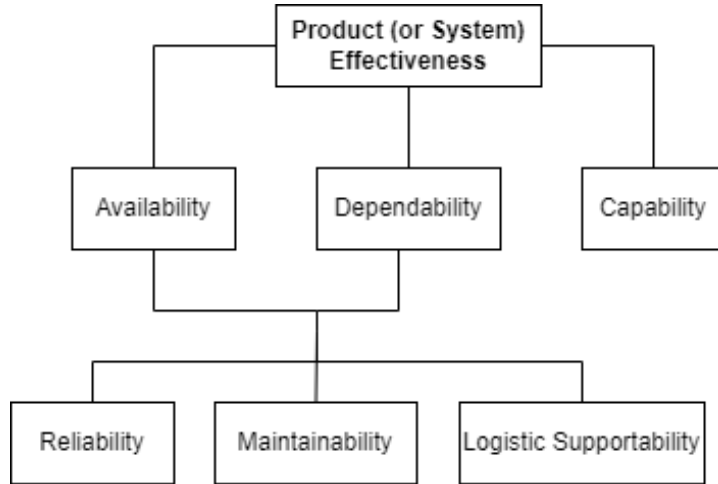 Product (or System)
Effectiveness
Availability
Dependability
Capability
Reliability
Maintainability
Logistic Supportability